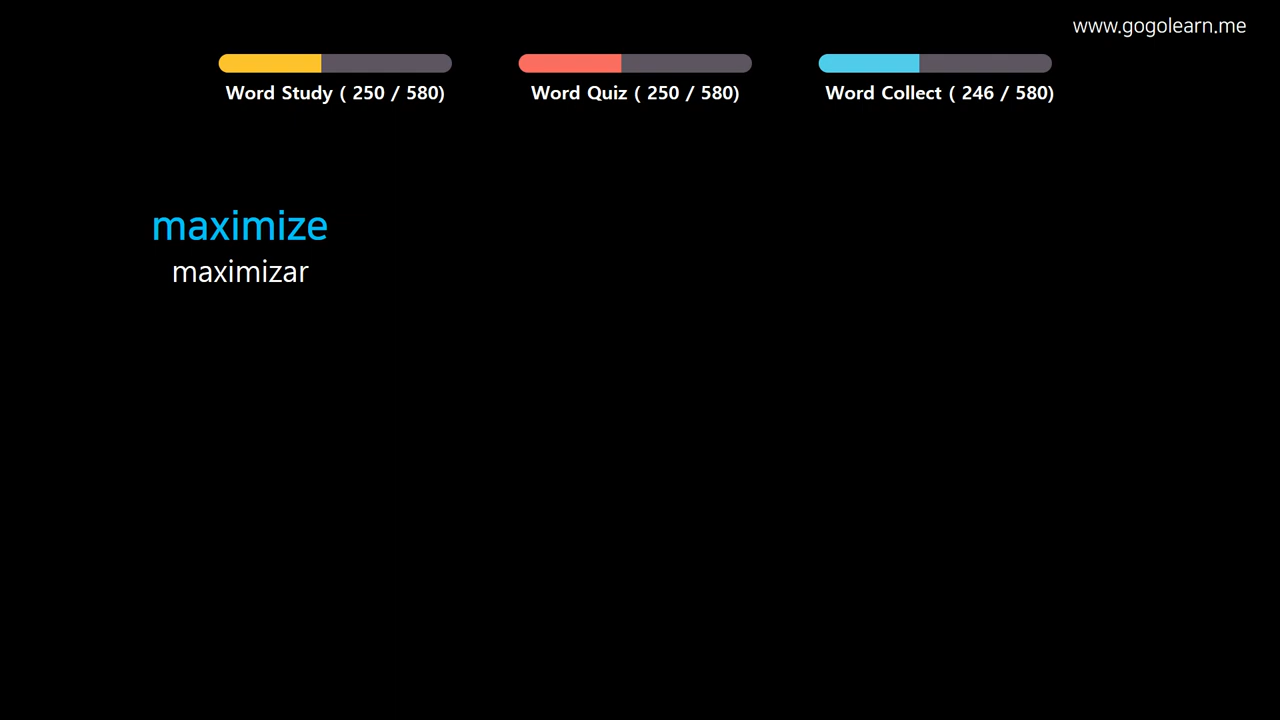 www.gogolearn.me
Word Study ( 250 / 580)
Word Quiz ( 250 / 580)
Word Collect ( 246 / 580)
maximize
maximizar